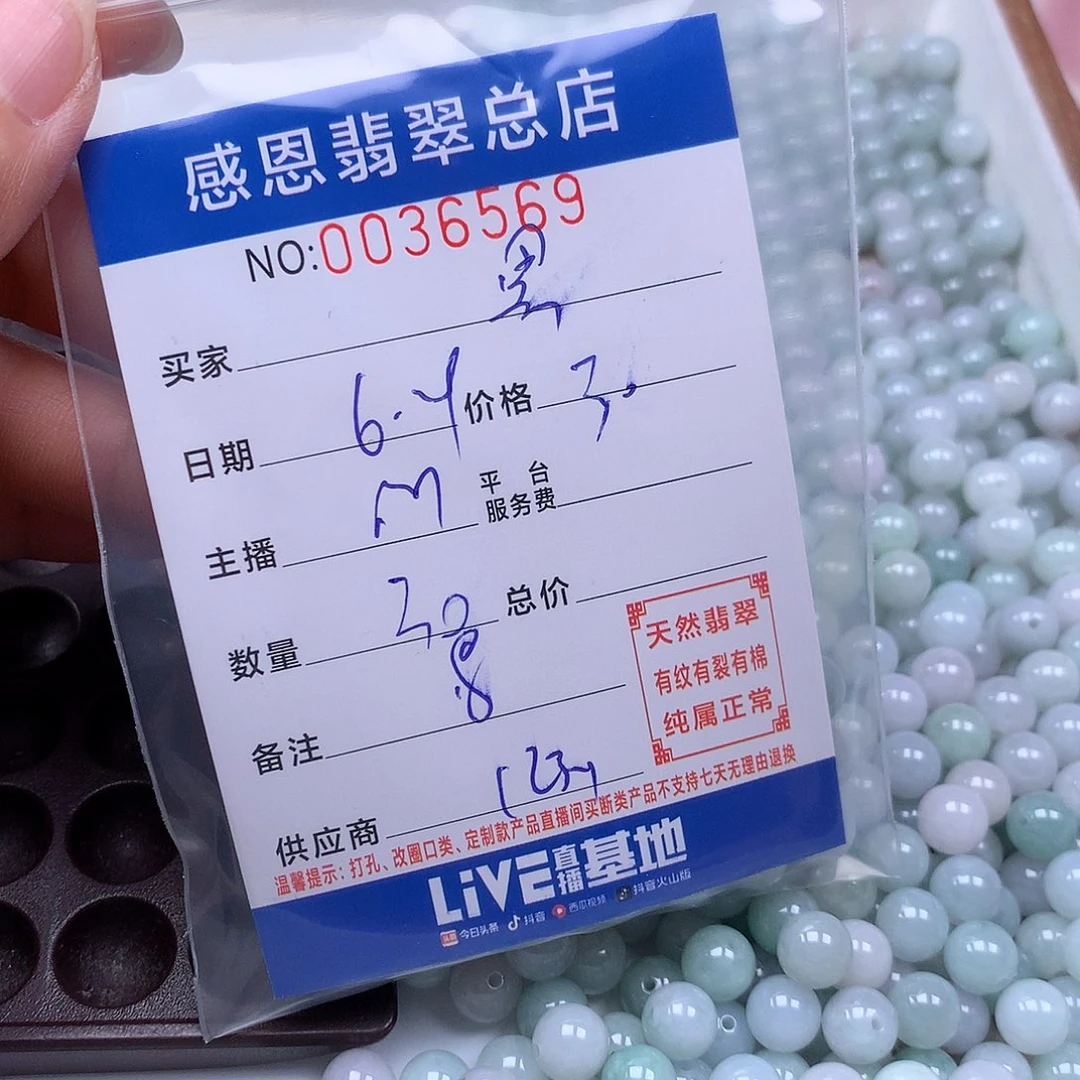 感恩翡翠总店
NO:0036569
买家
日期 6.4 价格
主播 M 平台服务费
数量 总价
天然翡翠
有纹有裂有棉
纯属正常
备注
供应商
温馨提示：打孔、改圈口类、定制款产品直播间买断类产品不支持七天无理由退换
LiVE直播基地
头条 今日头条 抖音 西瓜视频 抖音火山版